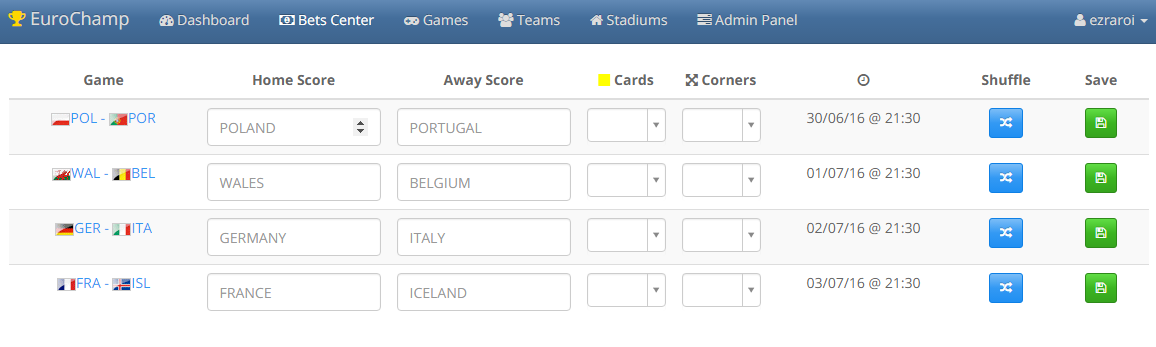 EuroChamp Dashboard Bets Center Games Teams Stadiums Admin Panel ezraroi
Game Home Score Away Score Cards Corners Shuffle Save
POL - POR POLAND PORTUGAL 30/06/16 @ 21:30
WAL - BEL WALES BELGIUM 01/07/16 @ 21:30
GER - ITA GERMANY ITALY 02/07/16 @ 21:30
FRA - ISL FRANCE ICELAND 03/07/16 @ 21:30